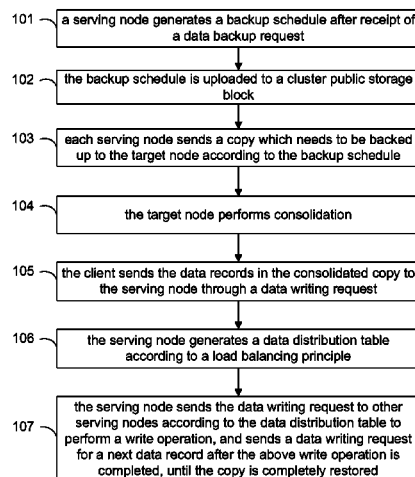 101
a serving node generates a backup schedule after receipt of
a data backup request
102
the backup schedule is uploaded to a cluster public storage
block
103
each serving node sends a copy which needs to be backed
up to the target node according to the backup schedule
104
the target node performs consolidation
105
the client sends the data records in the consolidated copy to
the serving node through a data writing request
106
the serving node generates a data distribution table
according to a load balancing principle
107
the serving node sends the data writing request to other
serving nodes according to the data distribution table to
perform a write operation, and sends a data writing request
for a next data record after the above write operation is
completed, until the copy is completely restored